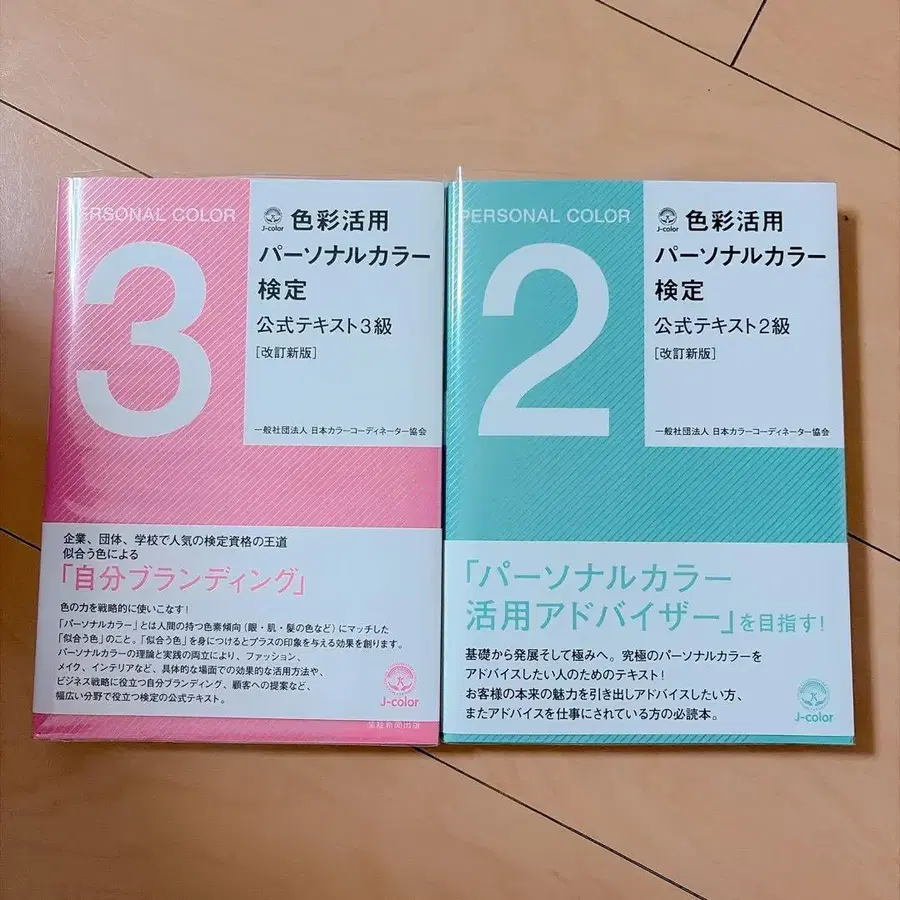 PERSONAL COLOR
3
J-color
色彩活用
パーソナルカラー
検定
公式テキスト3級
[改訂新版]
一般社団法人 日本カラーコーディネーター協会
企業、団体、学校で人気の検定資格の王道
似合う色による
「自分ブランディング」
色の力を戦略的に使いこなす!
「パーソナルカラー」とは人間の持つ色素傾向(眼・肌・髪の色など)にマッチした
「似合う色」のこと。「似合う色」を身につけるとプラスの印象を与える効果を創ります。
パーソナルカラーの理論と実践の両立により、ファッション、
メイク、インテリアなど、具体的な場面での効果的な活用方法や、
ビジネス戦略に役立つ自分ブランディング、顧客への提案など、
幅広い分野で役立つ検定の公式テキスト。
J-color
産経新聞出版
PERSONAL COLOR
2
J-color
色彩活用
パーソナルカラー
検定
公式テキスト2級
[改訂新版]
一般社団法人 日本カラーコーディネーター協会
「パーソナルカラー
活用アドバイザー」を目指す!
基礎から発展そして極みへ。究極のパーソナルカラーを
アドバイスしたい人のためのテキスト!
お客様の本来の魅力を引き出しアドバイスしたい方、
またアドバイスを仕事にされている方の必読本。
J-color